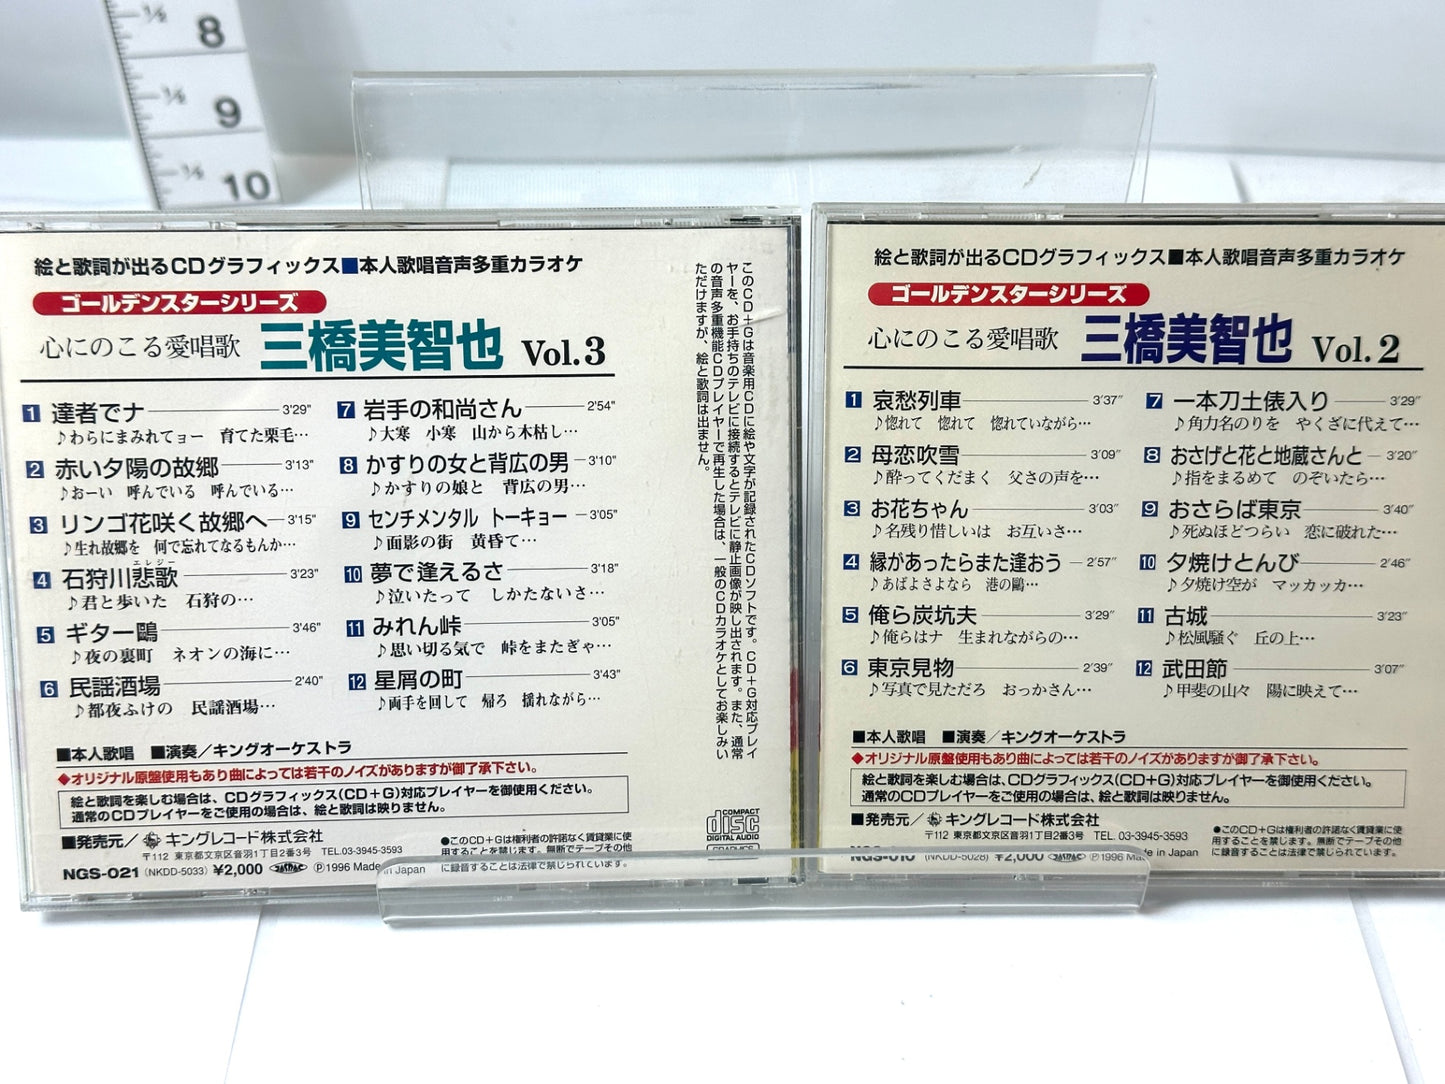 8
9
10
絵と歌詞が出るCDグラフィックス■本人歌唱音声多重カラオケ
ゴールデンスターシリーズ
心にのこる愛唱歌 三橋美智也 Vol.3
1 達者でナ 3'29"
♪わらにまみれてョー 育てた栗毛…
2 赤い夕陽の故郷 3'13"
♪おーい 呼んでいる 呼んでいる…
3 リンゴ花咲く故郷へ 3'15"
♪生れ故郷を 何で忘れてなるもんか…
エレジー
4 石狩川悲歌 3'23"
♪君と歩いた 石狩の…
5 ギター鷗 3'46"
♪夜の裏町 ネオンの海に…
6 民謡酒場 2'40"
♪都夜ふけの 民謡酒場…
7 岩手の和尚さん 2'54"
♪大寒 小寒 山から木枯し…
8 かすりの女と背広の男 3'10"
♪かすりの娘と 背広の男…
9 センチメンタル トーキョー 3'05"
♪面影の街 黄昏て…
10 夢で逢えるさ 3'18"
♪泣いたって しかたないさ…
11 みれん峠 3'05"
♪思い切る気で 峠をまたぎゃ…
12 星屑の町 3'43"
♪両手を回して 帰ろ 揺れながら…
■本人歌唱 ■演奏/キングオーケストラ
◆オリジナル原盤使用もあり曲によっては若干のノイズがありますが御了承下さい。
絵と歌詞を楽しむ場合は、CDグラフィックス(CD+G)対応プレイヤーを御使用ください。
通常のCDプレイヤーをご使用の場合は、絵と歌詞は映りません。
■発売元/キングレコード株式会社
〒112 東京都文京区音羽1丁目2番3号 TEL.03-3945-3593
NGS-021 (NKDD-5033) ¥2,000 JASRAC Ⓟ1996 Made in Japan
●このCD+Gは権利者の許諾なく賃貸業に使
用することを禁じます。無断でテープその他
に録音することは法律で禁じられています。
このCD+Gは音楽用CDに絵や文字が記録されたCDソフトです。CD+G対応プレイ
ヤーを、お手持ちのテレビに接続するとテレビに静止画像が映し出されます。また、通常
の音声多重機能CDプレイヤーで再生した場合は、一般のCDカラオケとしてお楽しみい
ただけますが、絵と歌詞は出ません。
COMPACT
disc
DIGITAL AUDIO
GRAPHICS
絵と歌詞が出るCDグラフィックス■本人歌唱音声多重カラオケ
ゴールデンスターシリーズ
心にのこる愛唱歌 三橋美智也 Vol.2
1 哀愁列車 3'37"
♪惚れて 惚れて 惚れていながら…
2 母恋吹雪 3'09"
♪酔ってくだまく 父さの声を…
3 お花ちゃん 3'03"
♪名残り惜しいは お互いさ…
4 縁があったらまた逢おう 2'57"
♪あばよさよなら 港の鷗…
5 俺ら炭坑夫 3'29"
♪俺らはナ 生まれながらの…
6 東京見物 2'39"
♪写真で見ただろ おっかさん…
7 一本刀土俵入り 3'29"
♪角力名のりを やくざに代えて…
8 おさげと花と地蔵さんと 3'20"
♪指をまるめて のぞいたら…
9 おさらば東京 3'40"
♪死ぬほどつらい 恋に破れた…
10 夕焼けとんび 2'46"
♪夕焼け空が マッカッカ…
11 古城 3'23"
♪松風騒ぐ 丘の上…
12 武田節 3'07"
♪甲斐の山々 陽に映えて…
■本人歌唱 ■演奏/キングオーケストラ
◆オリジナル原盤使用もあり曲によっては若干のノイズがありますが御了承下さい。
絵と歌詞を楽しむ場合は、CDグラフィックス(CD+G)対応プレイヤーを御使用ください。
通常のCDプレイヤーをご使用の場合は、絵と歌詞は映りません。
■発売元/キングレコード株式会社
〒112 東京都文京区音羽1丁目2番3号 TEL. 03-3945-3593
NGS-010 (NKDD-5028) ¥2,000 JASRAC Ⓟ1996 Made in Japan
●このCD+Gは権利者の許諾なく賃貸業に使
用することを禁じます。無断でテープその他
に録音することは法律で禁じられています。